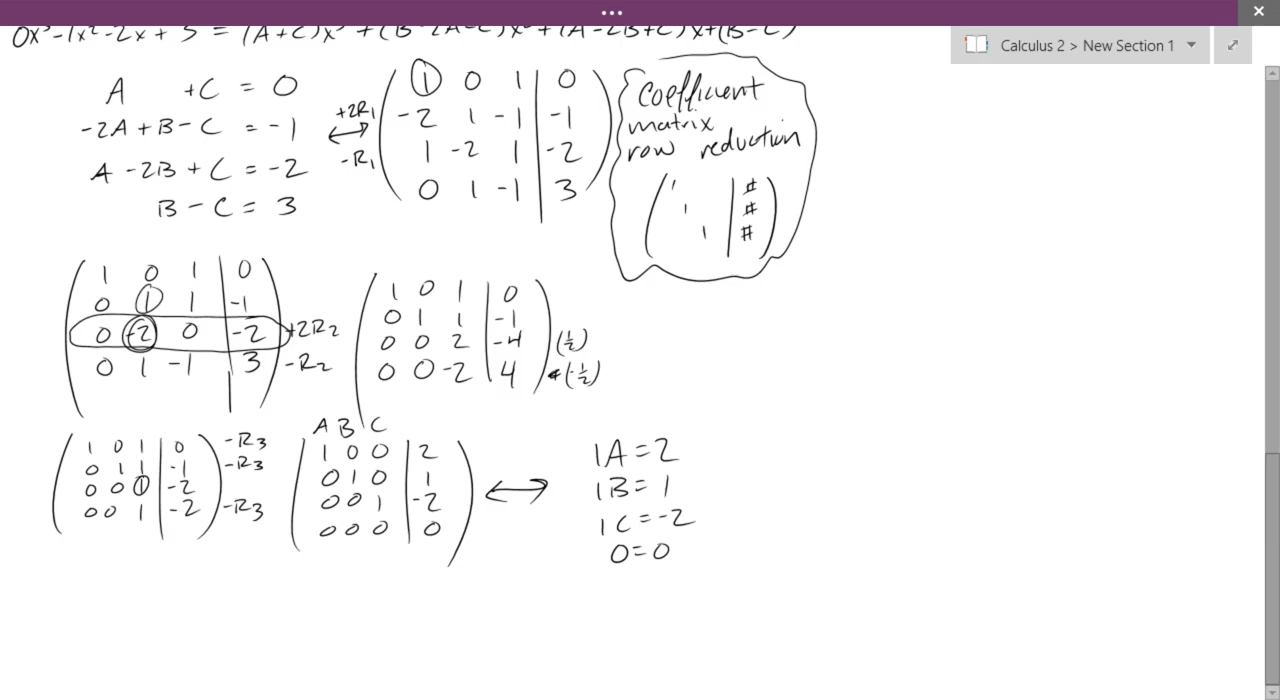 Calculus 2 > New Section 1
0x³-1x²-2x+3 = (A+C)x³+(B-2A-C)x²+(A-2B+C)x+(B-C)
A +C = 0
-2A+B-C = -1
A-2B+C = -2
B-C = 3
+2R₁
-R₁
1 0 1 | 0
-2 1 -1 | -1
1 -2 1 | -2
0 1 -1 | 3
coefficient
matrix
row reduction
1 | #
1 | #
1 | #
1 0 1 | 0
0 1 1 | -1
0 -2 0 | -2 +2R₂
0 1 -1 | 3 -R₂
1 0 1 | 0
0 1 1 | -1
0 0 2 | -4 (½)
0 0 -2 | 4 (-½)
1 0 1 | 0 -R₃
0 1 1 | -1 -R₃
0 0 1 | -2
0 0 1 | -2 -R₃
A B C
1 0 0 | 2
0 1 0 | 1
0 0 1 | -2
0 0 0 | 0
1A=2
1B=1
1C=-2
0=0